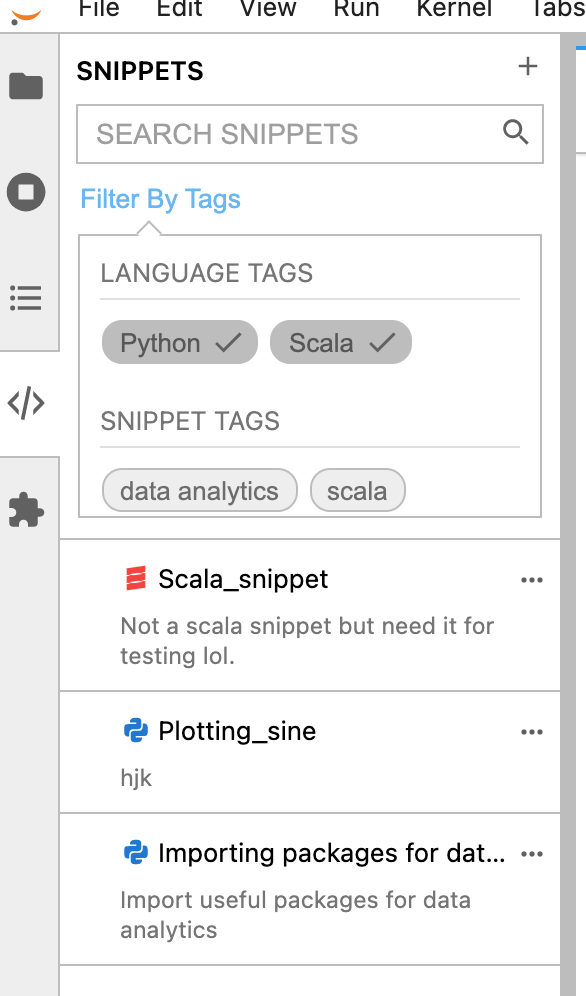 File Edit View Run Kernel Tabs
SNIPPETS
SEARCH SNIPPETS
Filter By Tags
LANGUAGE TAGS
Python Scala
SNIPPET TAGS
data analytics scala
Scala_snippet
Not a scala snippet but need it for
testing lol.
Plotting_sine
hjk
Importing packages for dat...
Import useful packages for data
analytics